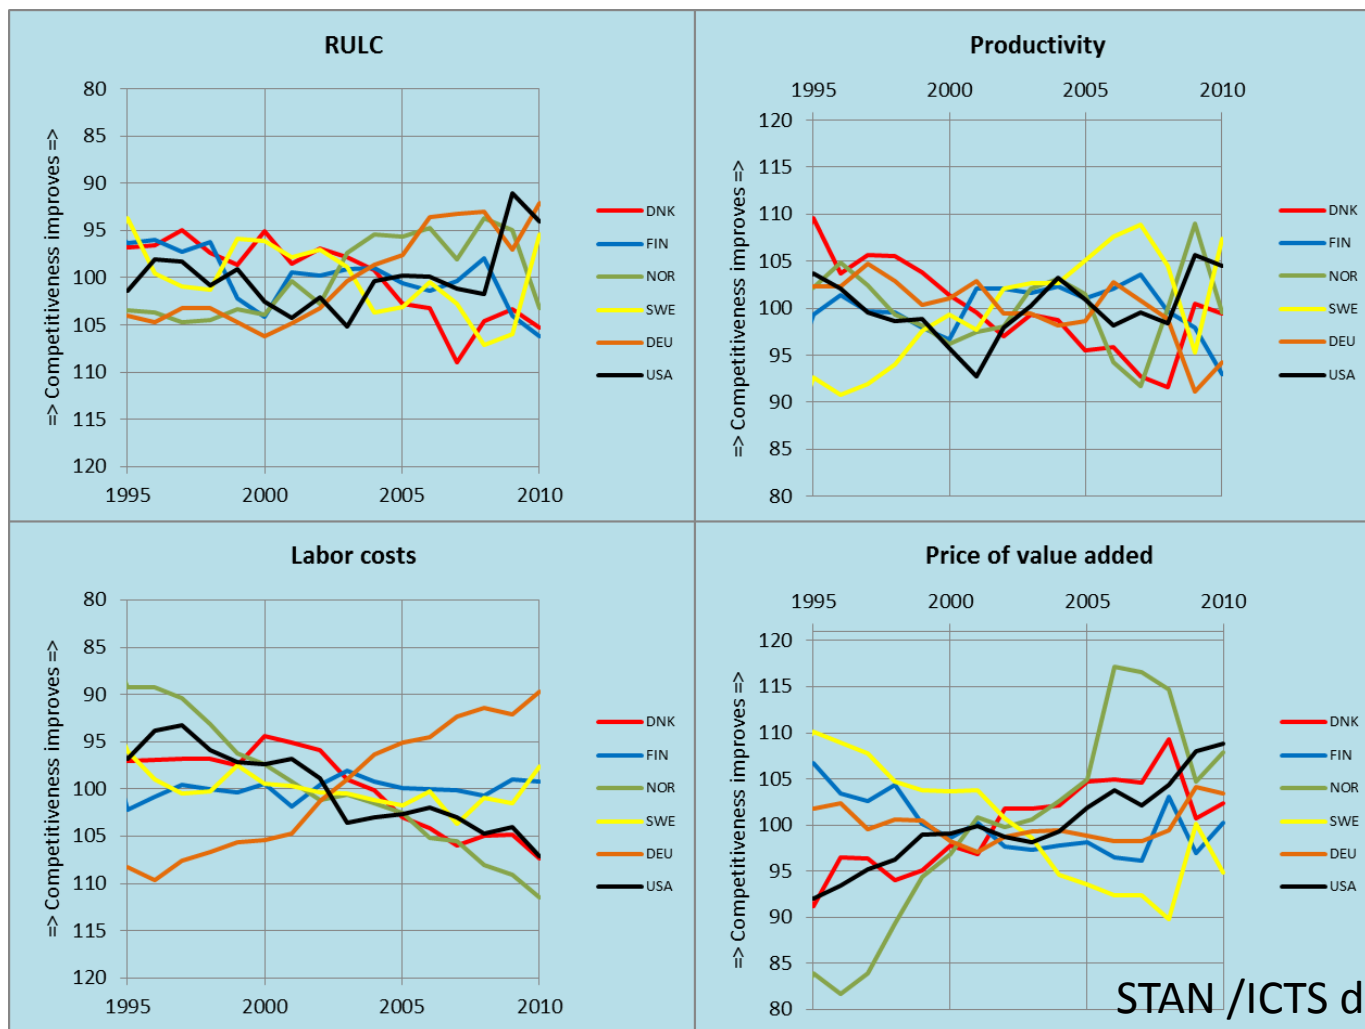 RULC
=> Competitiveness improves =>
80
85
90
95
100
105
110
115
120
1995 2000 2005 2010
DNK
FIN
NOR
SWE
DEU
USA
Productivity
1995 2000 2005 2010
=> Competitiveness improves =>
120
115
110
105
100
95
90
85
80
DNK
FIN
NOR
SWE
DEU
USA
Labor costs
=> Competitiveness improves =>
80
85
90
95
100
105
110
115
120
1995 2000 2005 2010
DNK
FIN
NOR
SWE
DEU
USA
Price of value added
1995 2000 2005 2010
=> Competitiveness improves =>
120
115
110
105
100
95
90
85
80
DNK
FIN
NOR
SWE
DEU
USA
STAN /ICTS d